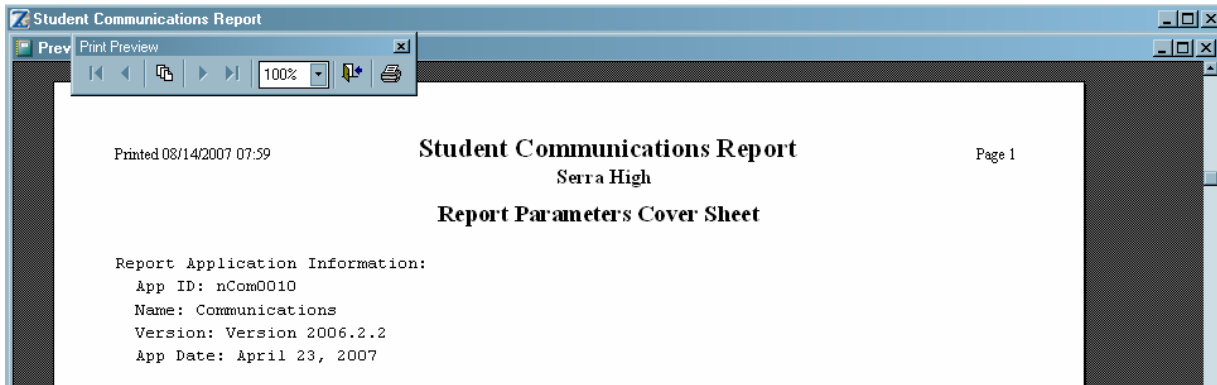 Student Communications Report
Prev
Print Preview
100%
Printed 08/14/2007 07:59
Student Communications Report
Page 1
Serra High
Report Parameters Cover Sheet
Report Application Information:
App ID: nCom0010
Name: Communications
Version: Version 2006.2.2
App Date: April 23, 2007